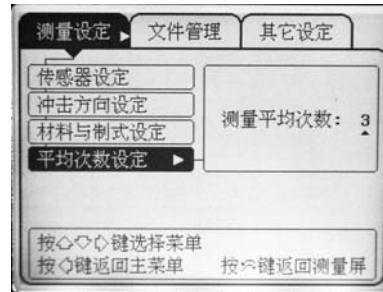 测量设定 ▶ 文件管理 其它设定
传感器设定
冲击方向设定
材料与制式设定
平均次数设定 ▶
测量平均次数： 3
按△▽▷键选择菜单
按◁键返回主菜单 按⌃键返回测量屏